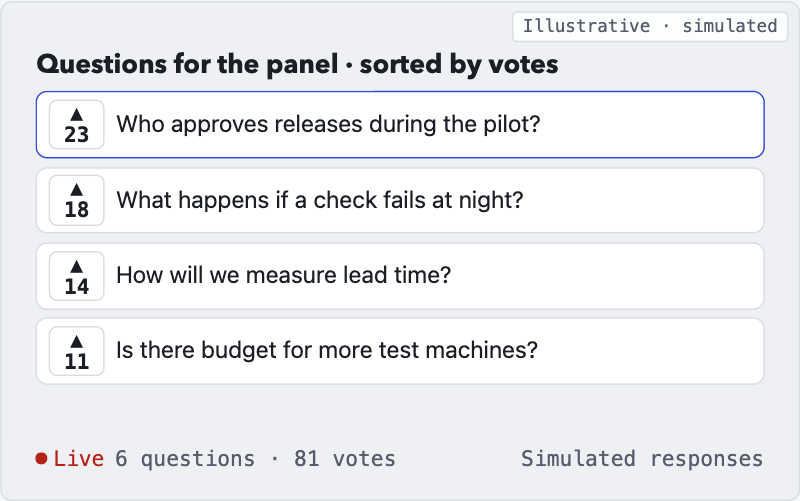 Illustrative · simulated
Questions for the panel · sorted by votes
▲
23
Who approves releases during the pilot?
▲
18
What happens if a check fails at night?
▲
14
How will we measure lead time?
▲
11
Is there budget for more test machines?
Live 6 questions · 81 votes
Simulated responses